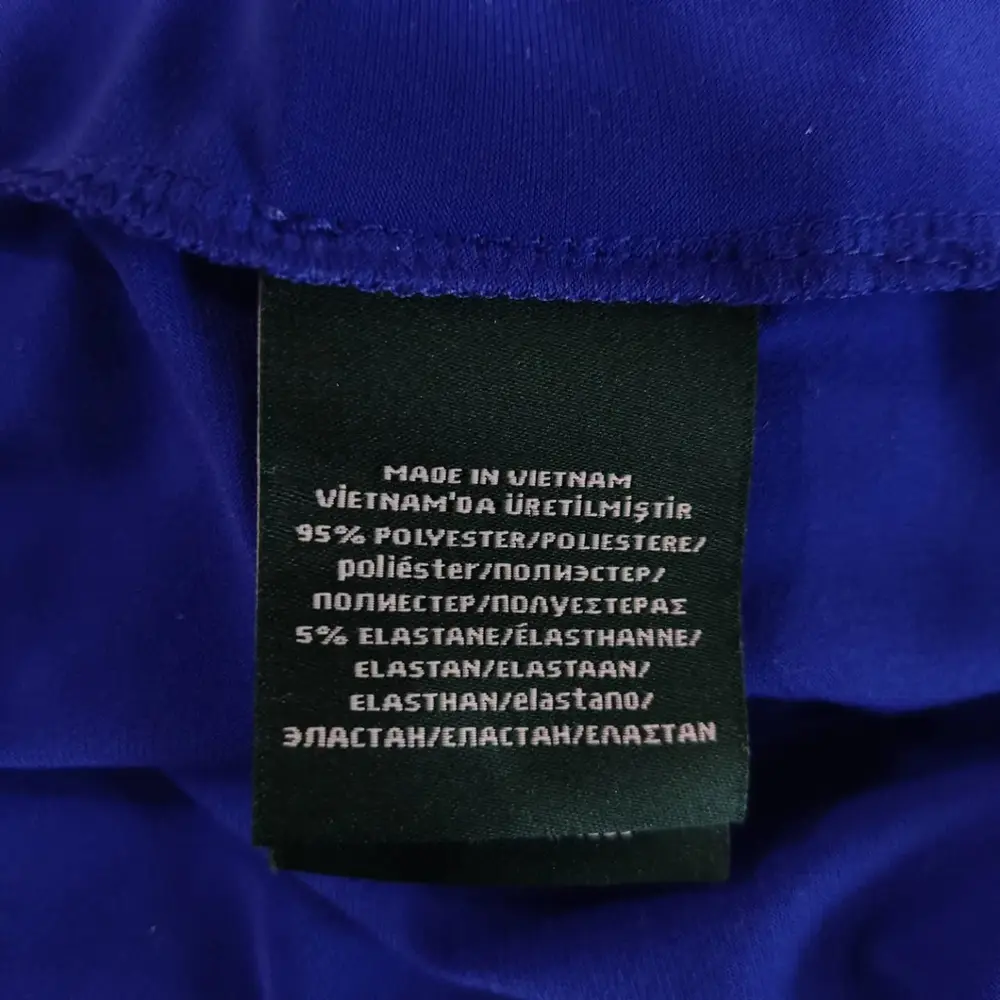 MADE IN VIETNAM
VİETNAM'DA ÜRETİLMİŞTİR
95% POLYESTER/POLIESTERE/
poliéster/ПОЛИЭСТЕР/
ПОЛИЕСТЕР/ΠΟΛΥΕΣΤΕΡΑΣ
5% ELASTANE/ÉLASTHANNE/
ELASTAN/ELASTAAN/
ELASTHAN/elastano/
ЭЛАСТАН/ЕЛАСТАН/ΕΛΑΣΤΑΝ